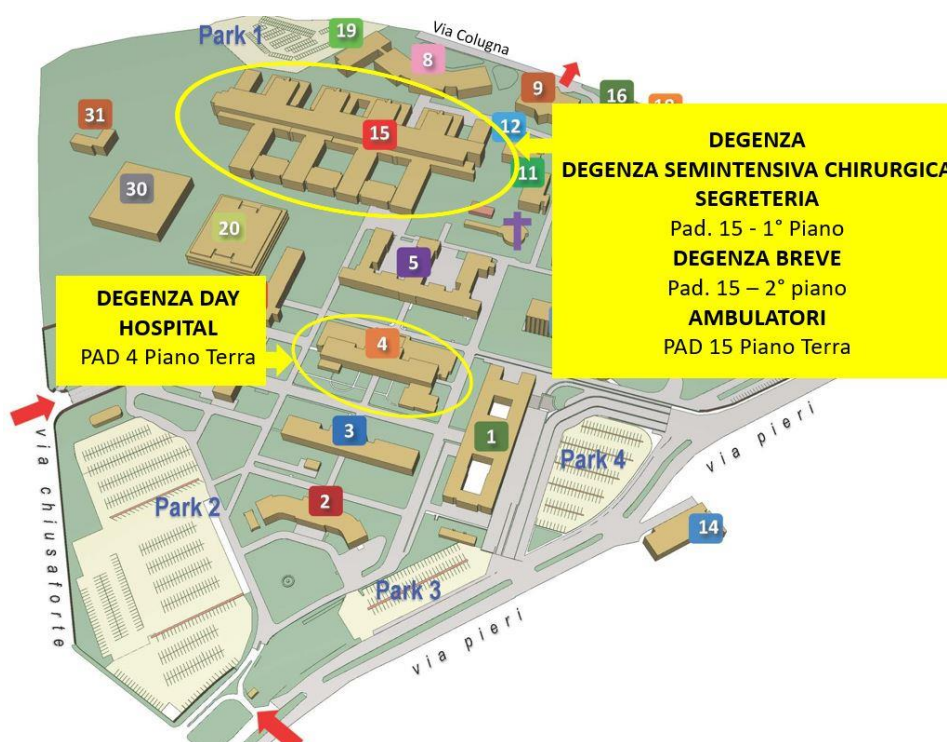 Park 1
19
Via Colugna
8
9
16
31
15
12
11
30
20
5
DEGENZA
DEGENZA SEMINTENSIVA CHIRURGICA
SEGRETERIA
Pad. 15 - 1° Piano
DEGENZA BREVE
Pad. 15 – 2° piano
AMBULATORI
PAD 15 Piano Terra
DEGENZA DAY
HOSPITAL
PAD 4 Piano Terra
4
3
1
2
Park 2
Park 4
Park 3
14
via chiusaforte
via pieri
via pieri